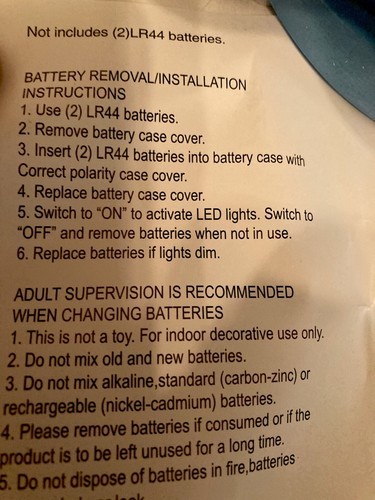 Not includes (2)LR44 batteries.
BATTERY REMOVAL/INSTALLATION
INSTRUCTIONS
1. Use (2) LR44 batteries.
2. Remove battery case cover.
3. Insert (2) LR44 batteries into battery case with
Correct polarity case cover.
4. Replace battery case cover.
5. Switch to “ON” to activate LED lights. Switch to
“OFF” and remove batteries when not in use.
6. Replace batteries if lights dim.
ADULT SUPERVISION IS RECOMMENDED
WHEN CHANGING BATTERIES
1. This is not a toy. For indoor decorative use only.
2. Do not mix old and new batteries.
3. Do not mix alkaline,standard (carbon-zinc) or
rechargeable (nickel-cadmium) batteries.
4. Please remove batteries if consumed or if the
product is to be left unused for a long time.
5. Do not dispose of batteries in fire,batteries